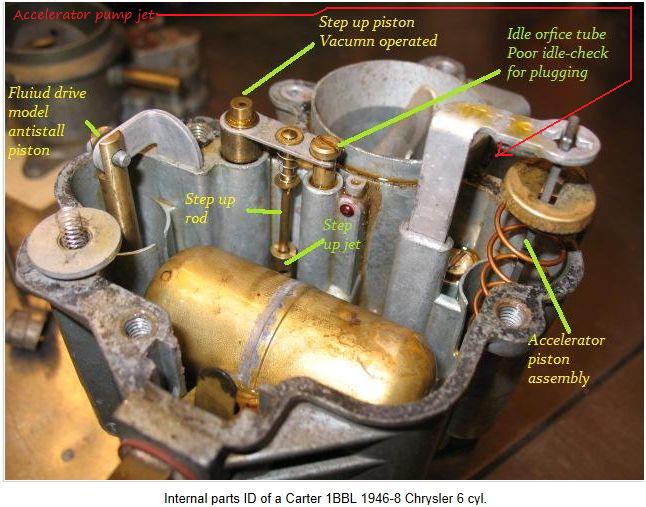 Accelerator pump jet
Step up piston
Vacumn operated
Idle orfice tube
Poor idle-check
for plugging
Fluiud drive
model
antistall
piston
Step up
rod
Step
up jet
Accelerator
piston
assembly
Internal parts ID of a Carter 1BBL 1946-8 Chrysler 6 cyl.